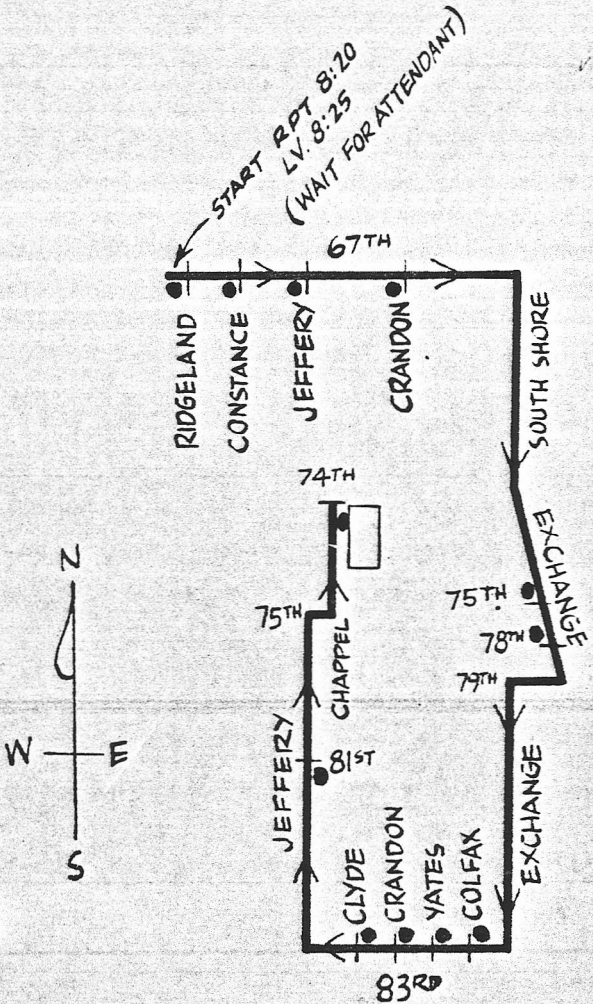 START RPT 8:20
LV. 8:25
(WAIT FOR ATTENDANT)
67TH
RIDGELAND
CONSTANCE
JEFFERY
CRANDON
SOUTH SHORE
74TH
EXCHANGE
75TH
78TH
79TH
75TH
CHAPPEL
JEFFERY
81ST
EXCHANGE
CLYDE
CRANDON
YATES
COLFAX
83RD
N
W
E
S